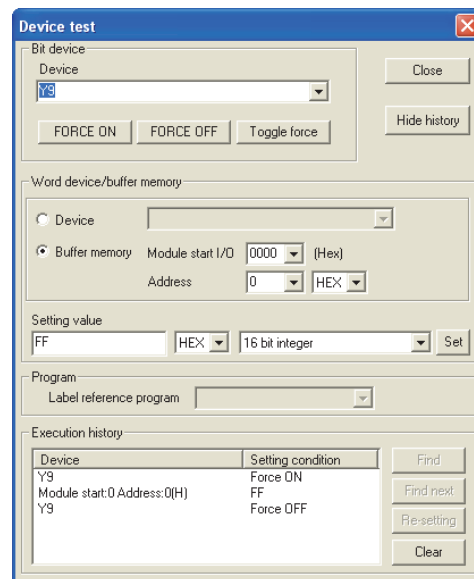 Device test
Bit device
Device
Y9
Close
FORCE ON FORCE OFF Toggle force
Hide history
Word device/buffer memory
Device
Buffer memory Module start I/O 0000 (Hex)
Address 0 HEX
Setting value
FF HEX 16 bit integer Set
Program
Label reference program
Execution history
Device Setting condition
Y9 Force ON
Module start:0 Address:0(H) FF
Y9 Force OFF
Find
Find next
Re-setting
Clear